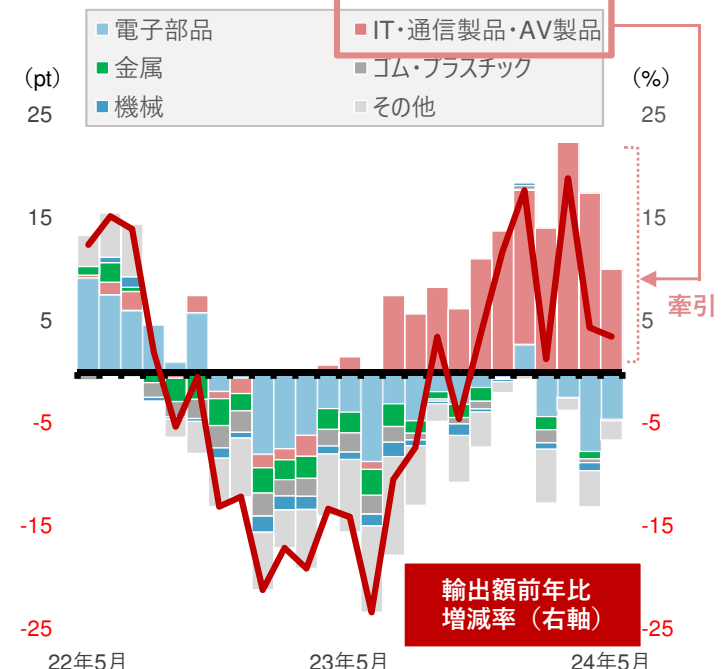 電子部品
IT・通信製品・AV製品
金属
ゴム・プラスチック
機械
その他
(pt)
(%)
25
25
15
15
5
5
牽引
-5
-5
-15
-15
輸出額前年比
増減率（右軸）
-25
-25
22年5月
23年5月
24年5月